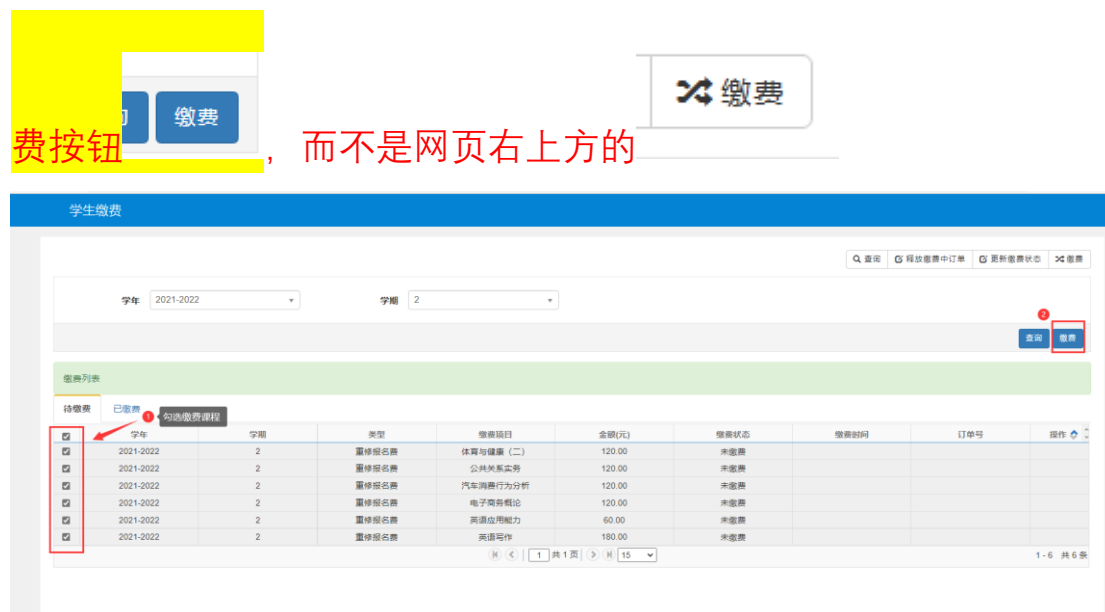 缴费
缴费
费按钮，而不是网页右上方的
学生缴费
查询 释放缴费中订单 更新缴费状态 缴费
学年 2021-2022 学期 2
2
查询 缴费
缴费列表
待缴费 已缴费 1 勾选缴费课程
学年 学期 类型 缴费项目 金额(元) 缴费状态 缴费时间 订单号 操作
2021-2022 2 重修报名费 体育与健康（二） 120.00 未缴费
2021-2022 2 重修报名费 公共关系实务 120.00 未缴费
2021-2022 2 重修报名费 汽车消费行为分析 120.00 未缴费
2021-2022 2 重修报名费 电子商务概论 120.00 未缴费
2021-2022 2 重修报名费 英语应用能力 60.00 未缴费
2021-2022 2 重修报名费 英语写作 180.00 未缴费
1 共1页 15 1-6 共6条